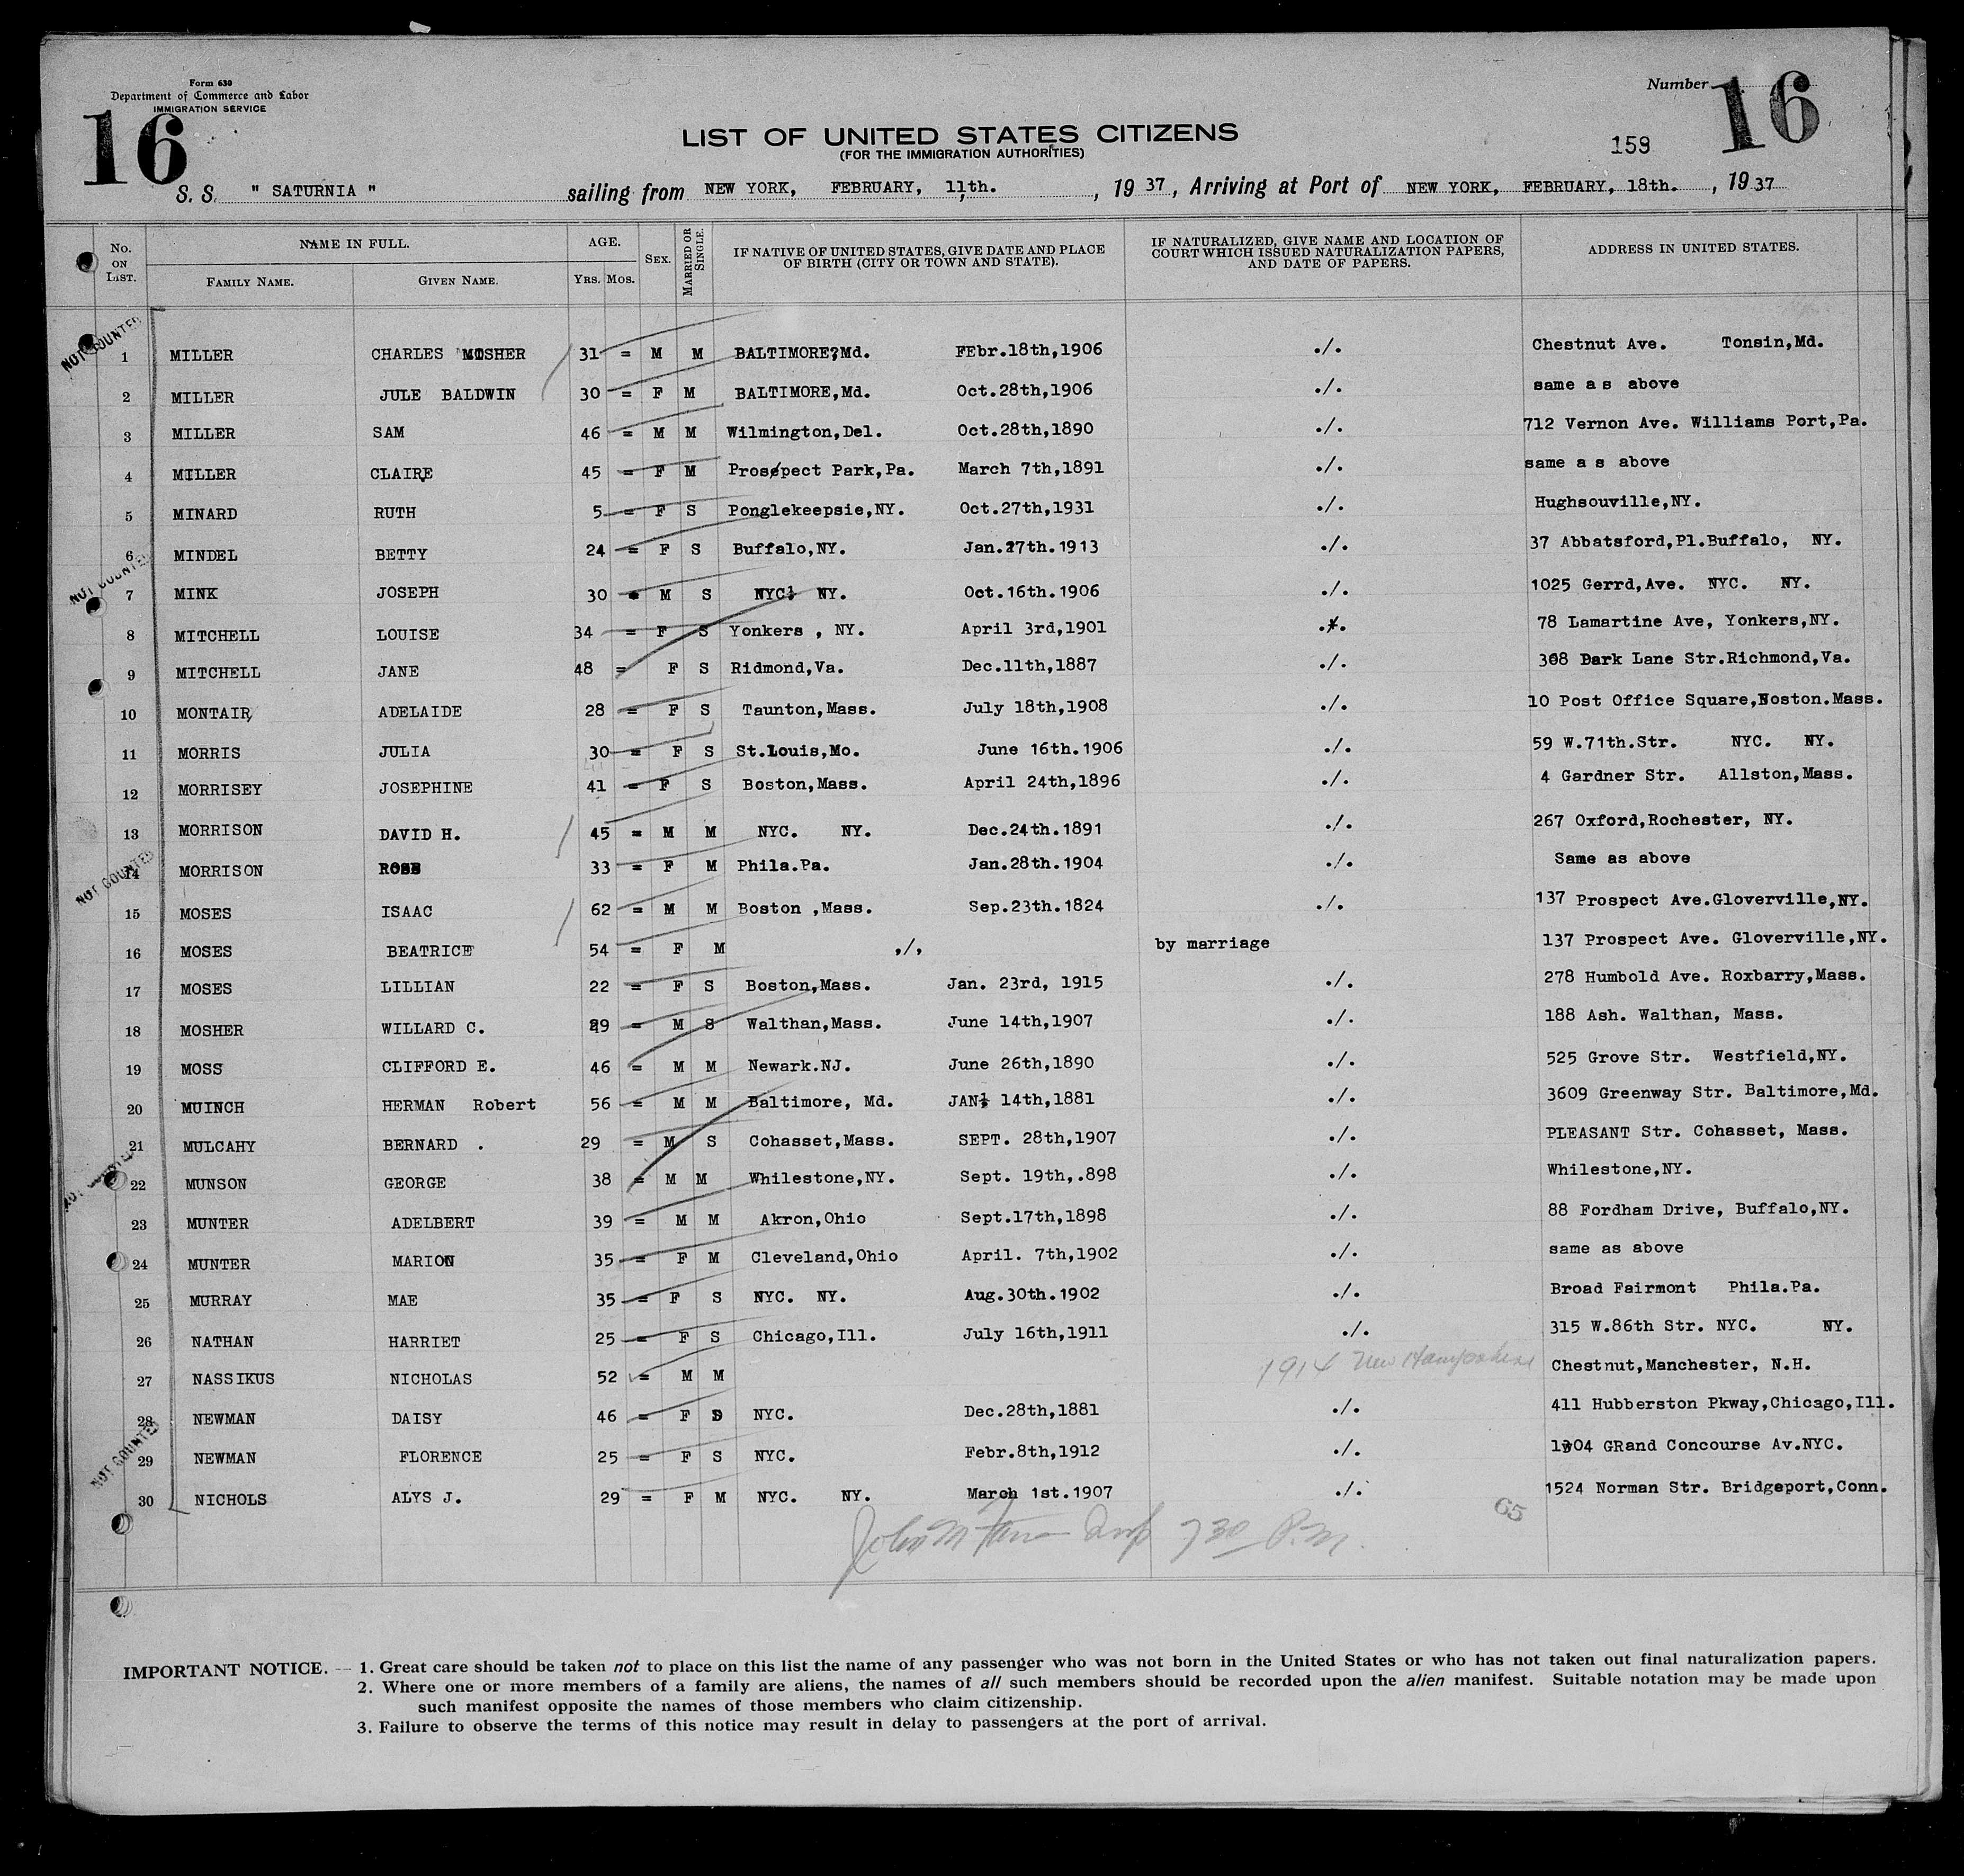 Form 630
Department of Commerce and Labor
IMMIGRATION SERVICE
16
Number
16
LIST OF UNITED STATES CITIZENS
(FOR THE IMMIGRATION AUTHORITIES)
159
S. S. " SATURNIA " sailing from NEW YORK, FEBRUARY, 11th. , 19 37 , Arriving at Port of NEW YORK, FEBRUARY, 18th. , 19 37
No. ON LIST. NAME IN FULL. FAMILY NAME. GIVEN NAME. AGE. YRS. MOS. SEX. MARRIED OR SINGLE. IF NATIVE OF UNITED STATES, GIVE DATE AND PLACE OF BIRTH (CITY OR TOWN AND STATE). IF NATURALIZED, GIVE NAME AND LOCATION OF COURT WHICH ISSUED NATURALIZATION PAPERS, AND DATE OF PAPERS. ADDRESS IN UNITED STATES.
NOT COUNTED
1 MILLER CHARLES MOSHER 31 = M M BALTIMORE?Md. FEbr.18th,1906 ./. Chestnut Ave. Tonsin,Md.
2 MILLER JULE BALDWIN 30 = F M BALTIMORE,Md. Oct.28th,1906 ./. same a s above
3 MILLER SAM 46 = M M Wilmington,Del. Oct.28th,1890 ./. 712 Vernon Ave. Williams Port,Pa.
4 MILLER CLAIRE 45 = F M Prospect Park,Pa. March 7th,1891 ./. same a s above
5 MINARD RUTH 5 = F S Ponglekeepsie,NY. Oct.27th,1931 ./. Hughsouville,NY.
6 MINDEL BETTY 24 = F S Buffalo,NY. Jan.27th.1913 ./. 37 Abbatsford,Pl.Buffalo, NY.
NOT COUNTED
7 MINK JOSEPH 30 = M S NYC. NY. Oct.16th.1906 ./. 1025 Gerrd,Ave. NYC. NY.
8 MITCHELL LOUISE 34 = F S Yonkers , NY. April 3rd,1901 ./. 78 Lamartine Ave, Yonkers,NY.
9 MITCHELL JANE 48 = F S Ridmond,Va. Dec.11th,1887 ./. 308 Dark Lane Str.Richmond,Va.
10 MONTAIR ADELAIDE 28 = F S Taunton,Mass. July 18th,1908 ./. 10 Post Office Square,Noston.Mass.
11 MORRIS JULIA 30 = F S St.Louis,Mo. June 16th.1906 ./. 59 W.71th.Str. NYC. NY.
12 MORRISEY JOSEPHINE 41 = F S Boston,Mass. April 24th,1896 ./. 4 Gardner Str. Allston,Mass.
13 MORRISON DAVID H. 45 = M M NYC. NY. Dec.24th.1891 ./. 267 Oxford,Rochester, NY.
NOT COUNTED
14 MORRISON 33 = F M Phila.Pa. Jan.28th.1904 ./. Same as above
15 MOSES ISAAC 62 = M M Boston ,Mass. Sep.23th.1824 ./. 137 Prospect Ave.Gloverville,NY.
16 MOSES BEATRICE 54 = F M ,/, by marriage 137 Prospect Ave. Gloverville,NY.
17 MOSES LILLIAN 22 = F S Boston,Mass. Jan. 23rd, 1915 ./. 278 Humbold Ave. Roxbarry,Mass.
18 MOSHER WILLARD C. 29 = M S Walthan,Mass. June 14th,1907 ./. 188 Ash. Walthan, Mass.
19 MOSS CLIFFORD E. 46 = M M Newark.NJ. June 26th,1890 ./. 525 Grove Str. Westfield,NY.
20 MUINCH HERMAN Robert 56 = M M Baltimore, Md. JAN. 14th,1881 ./. 3609 Greenway Str. Baltimore,Md.
21 MULCAHY BERNARD . 29 = M S Cohasset,Mass. SEPT. 28th,1907 ./. PLEASANT Str. Cohasset, Mass.
NOT COUNTED
22 MUNSON GEORGE 38 = M M Whilestone,NY. Sept. 19th,.898 ./. Whilestone,NY.
23 MUNTER ADELBERT 39 = M M Akron,Ohio Sept.17th,1898 ./. 88 Fordham Drive, Buffalo,NY.
24 MUNTER MARION 35 = F M Cleveland,Ohio April. 7th,1902 ./. same as above
25 MURRAY MAE 35 = F S NYC. NY. Aug.30th.1902 ./. Broad Fairmont Phila.Pa.
26 NATHAN HARRIET 25 = F S Chicago,Ill. July 16th,1911 ./. 315 W.86th Str. NYC. NY.
27 NASSIKUS NICHOLAS 52 = M M 1914 New Hampshire Chestnut,Manchester, N.H.
28 NEWMAN DAISY 46 = F S NYC. Dec.28th,1881 ./. 411 Hubberston Pkway,Chicago,Ill.
NOT COUNTED
29 NEWMAN FLORENCE 25 = F S NYC. Febr.8th,1912 ./. 1304 GRand Concourse Av.NYC.
30 NICHOLS ALYS J. 29 = F M NYC. NY. March 1st.1907 ./. 1524 Norman Str. Bridgeport,Conn.
65
John M 7 30 P.M.
IMPORTANT NOTICE. — 1. Great care should be taken not to place on this list the name of any passenger who was not born in the United States or who has not taken out final naturalization papers.
2. Where one or more members of a family are aliens, the names of all such members should be recorded upon the alien manifest. Suitable notation may be made upon
such manifest opposite the names of those members who claim citizenship.
3. Failure to observe the terms of this notice may result in delay to passengers at the port of arrival.